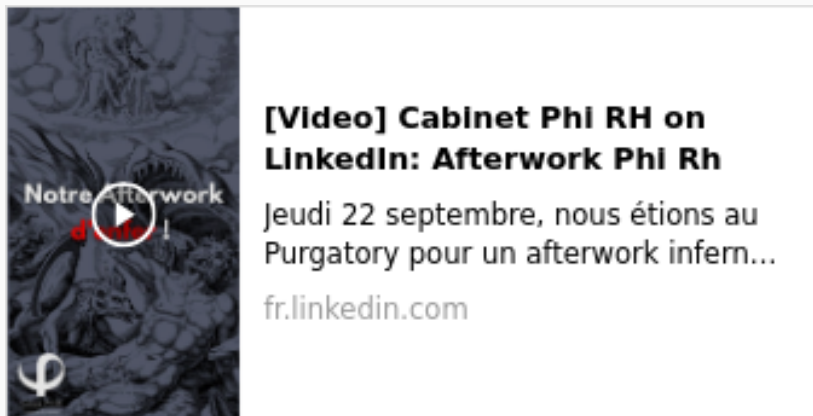 Notre Afterwork
d'enfer !
[Video] Cabinet Phi RH on
LinkedIn: Afterwork Phi Rh
Jeudi 22 septembre, nous étions au
Purgatory pour un afterwork infern...
fr.linkedin.com